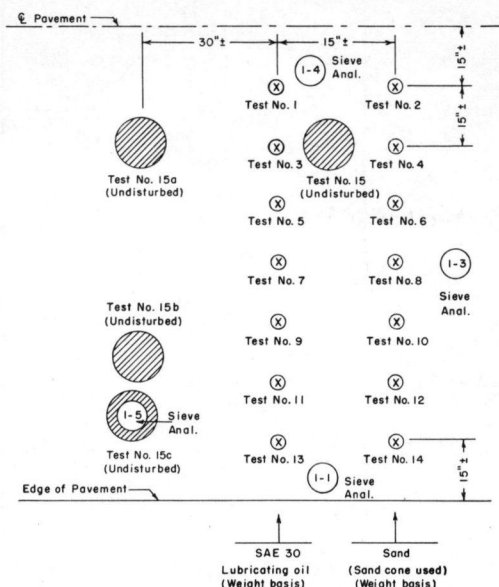 ℄ Pavement
30"±
15"±
15"±
1-4
Sieve
Anal.
Test No. 1
Test No. 2
15"±
Test No. 15a
(Undisturbed)
Test No. 3
Test No. 15
(Undisturbed)
Test No. 4
Test No. 5
Test No. 6
1-3
Sieve
Anal.
Test No. 7
Test No. 8
Test No. 15b
(Undisturbed)
Test No. 9
Test No. 10
1-5
Sieve
Anal.
Test No. 11
Test No. 12
Test No. 15c
(Undisturbed)
Test No. 13
Test No. 14
15"±
1-1
Sieve
Anal.
Edge of Pavement
SAE 30
Lubricating oil
(Weight basis)
Sand
(Sand cone used)
(Weight basis)